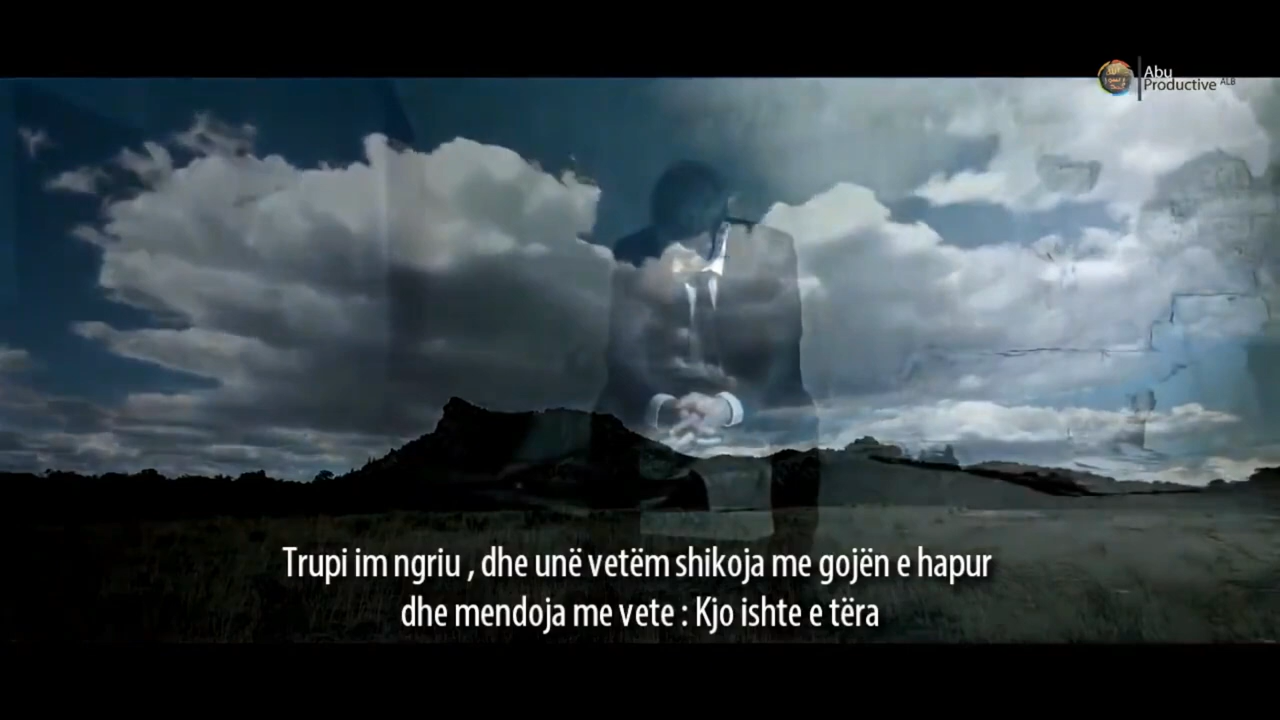 Abu
Productive ALB
Trupi im ngriu , dhe unë vetëm shikoja me gojën e hapur
dhe mendoja me vete : Kjo ishte e tëra